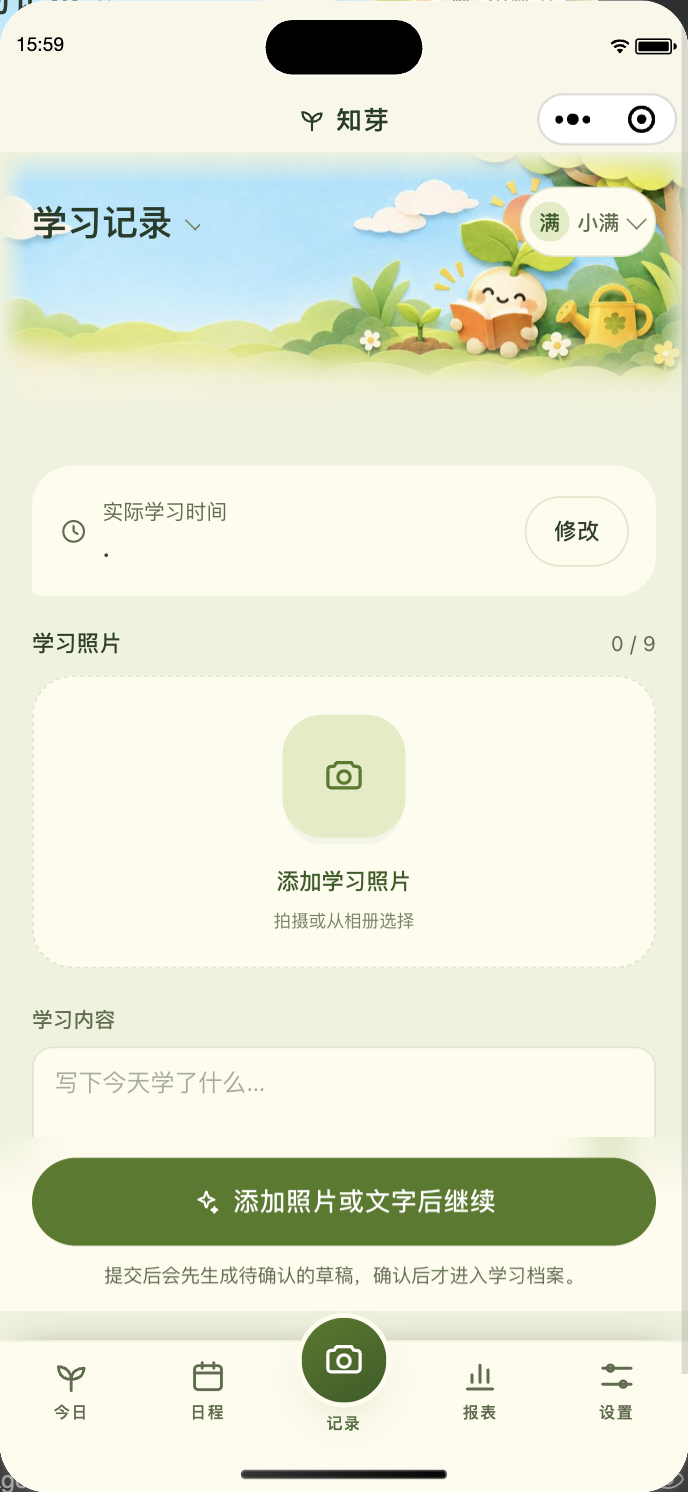 15:59
知芽
学习记录
满 小满
实际学习时间
·
修改
学习照片
0 / 9
添加学习照片
拍摄或从相册选择
学习内容
写下今天学了什么...
添加照片或文字后继续
提交后会先生成待确认的草稿，确认后才进入学习档案。
今日
日程
记录
报表
设置